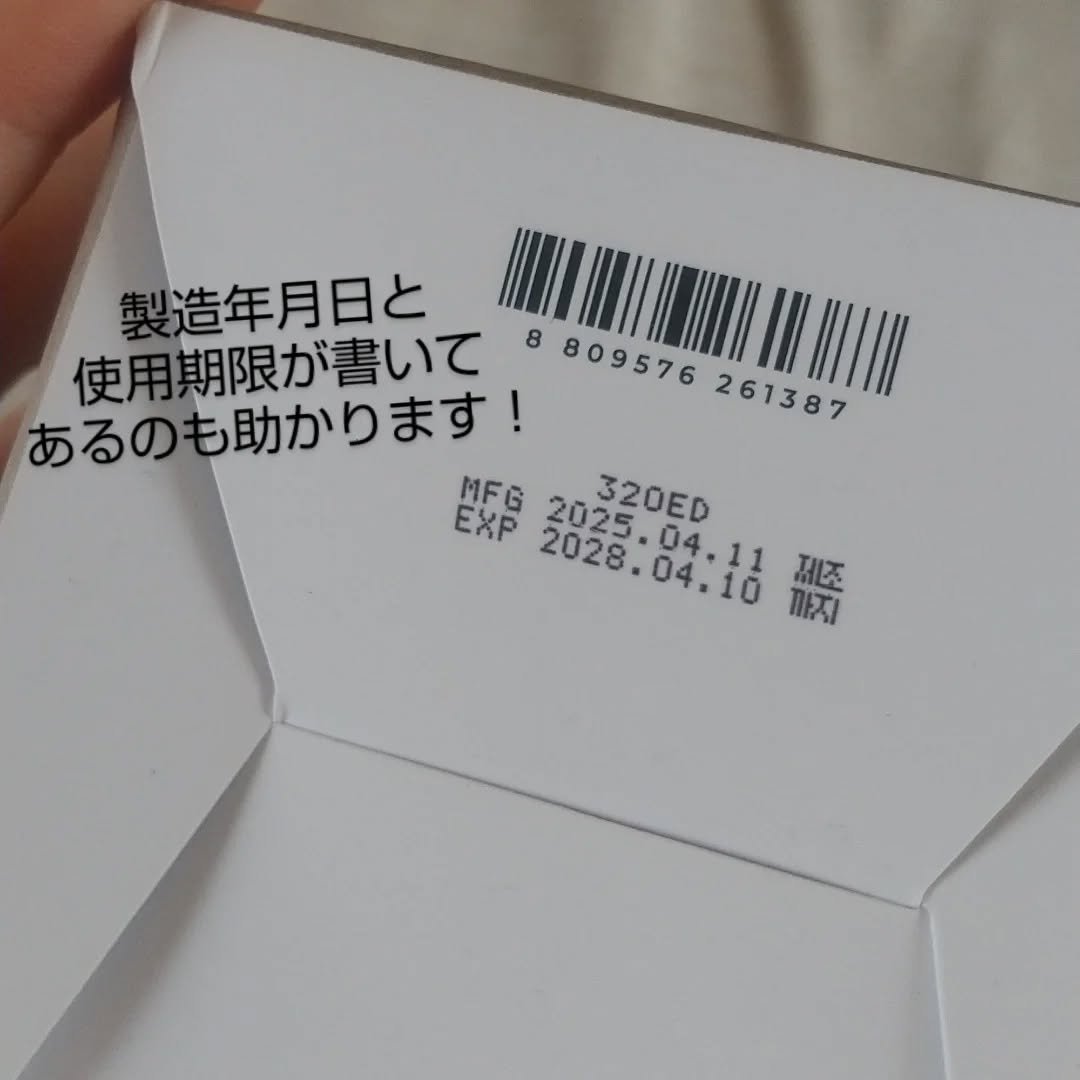 製造年月日と
使用期限が書いて
あるのも助かります！
8 809576 261387
320ED
MFG 2025.04.11 제조
EXP 2028.04.10 까지